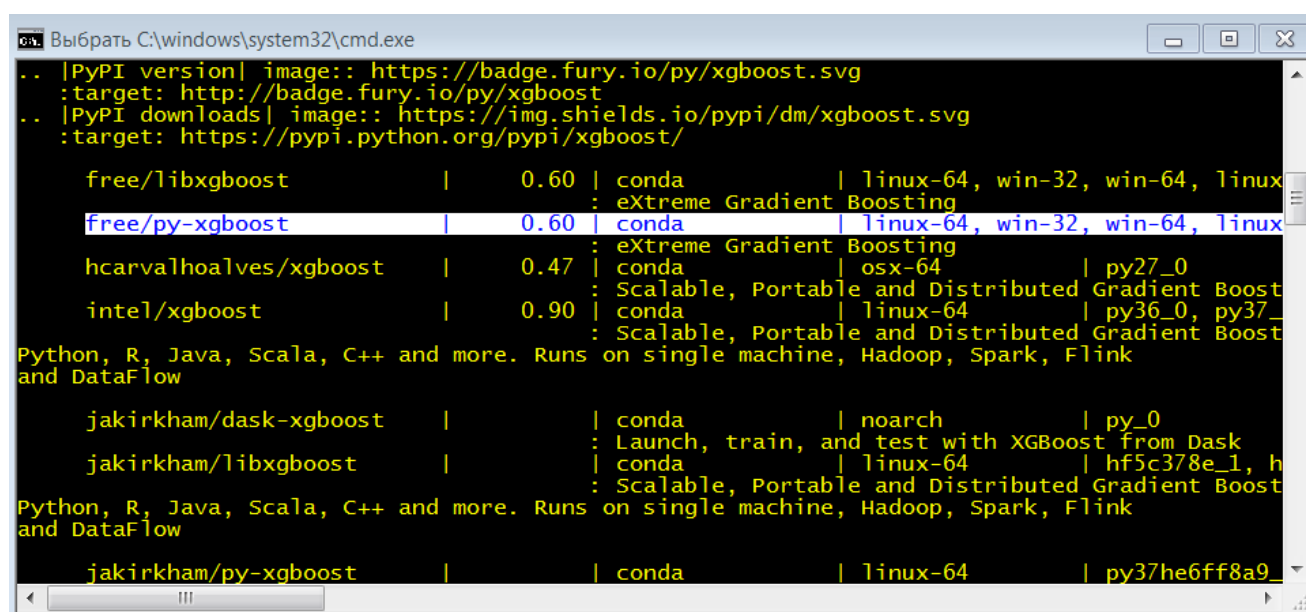 Выбрать C:\windows\system32\cmd.exe
.. |PyPI version| image:: https://badge.fury.io/py/xgboost.svg
:target: http://badge.fury.io/py/xgboost
.. |PyPI downloads| image:: https://img.shields.io/pypi/dm/xgboost.svg
:target: https://pypi.python.org/pypi/xgboost/
free/libxgboost | 0.60 | conda | linux-64, win-32, win-64, linux
: eXtreme Gradient Boosting
free/py-xgboost | 0.60 | conda | linux-64, win-32, win-64, linux
: eXtreme Gradient Boosting
hcarvalhoalves/xgboost | 0.47 | conda | osx-64 | py27_0
: Scalable, Portable and Distributed Gradient Boost
intel/xgboost | 0.90 | conda | linux-64 | py36_0, py37_
: Scalable, Portable and Distributed Gradient Boost
Python, R, Java, Scala, C++ and more. Runs on single machine, Hadoop, Spark, Flink
and DataFlow
jakirkham/dask-xgboost | | conda | noarch | py_0
: Launch, train, and test with XGBoost from Dask
jakirkham/libxgboost | | conda | linux-64 | hf5c378e_1, h
: Scalable, Portable and Distributed Gradient Boost
Python, R, Java, Scala, C++ and more. Runs on single machine, Hadoop, Spark, Flink
and DataFlow
jakirkham/py-xgboost | | conda | linux-64 | py37he6ff8a9_